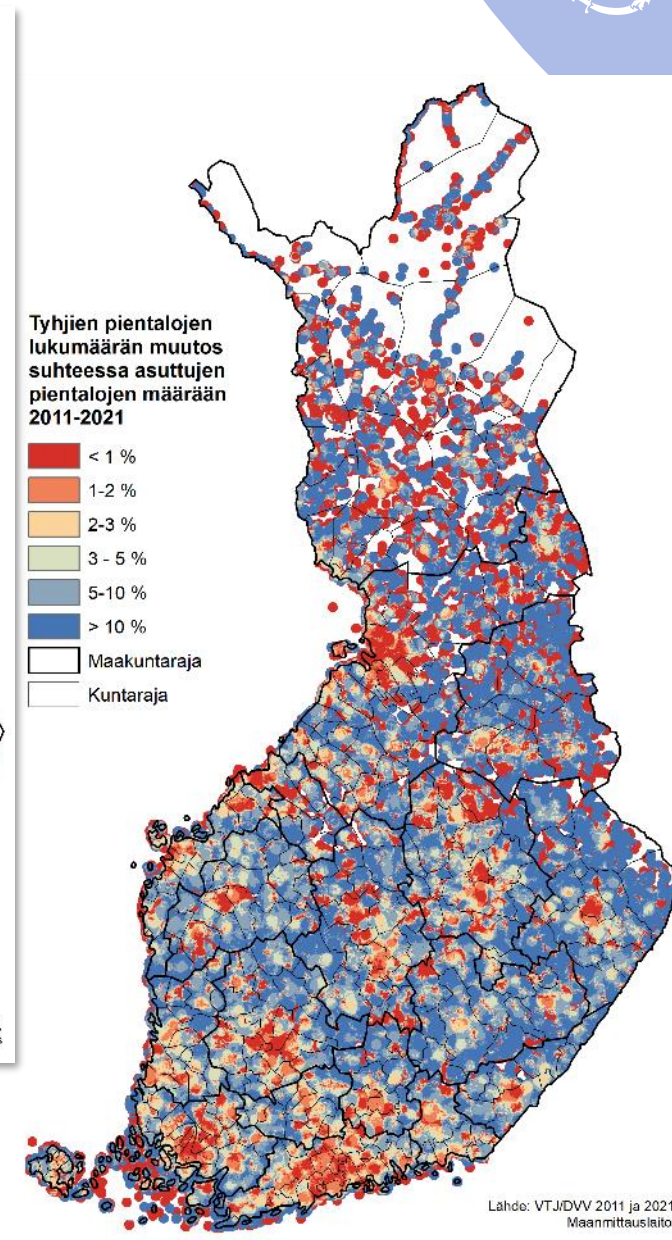 Tyhjien pientalojen
lukumäärän muutos
suhteessa asuttujen
pientalojen määrään
2011-2021
< 1 %
1-2 %
2-3 %
3 - 5 %
5-10 %
> 10 %
Maakuntaraja
Kuntaraja
Lähde: VTJ/DVV 2011 ja 2021
Maanmittauslaito